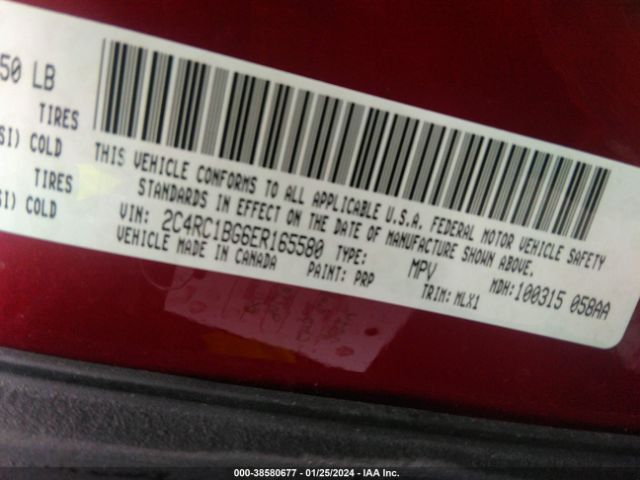 50 LB
TIRES
SI) COLD
TIRES
SI) COLD
THIS VEHICLE CONFORMS TO ALL APPLICABLE U.S.A. FEDERAL MOTOR VEHICLE SAFETY
STANDARDS IN EFFECT ON THE DATE OF MANUFACTURE SHOWN ABOVE.
VIN: 2C4RC1BG6ER165580 TYPE: MPV MDH:100315 058AA
VEHICLE MADE IN CANADA PAINT: PRP TRIM: MLX1
000-38580677 - 01/25/2024 - IAA Inc.